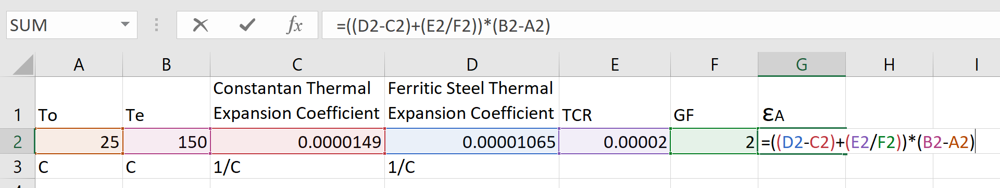 SUM fx =((D2-C2)+(E2/F2))*(B2-A2)
A B C D E F G H I
Constantan Thermal Ferritic Steel Thermal
1 To Te Expansion Coefficient Expansion Coefficient TCR GF εA
2 25 150 0.0000149 0.00001065 0.00002 2 =((D2-C2)+(E2/F2))*(B2-A2)
3 C C 1/C 1/C